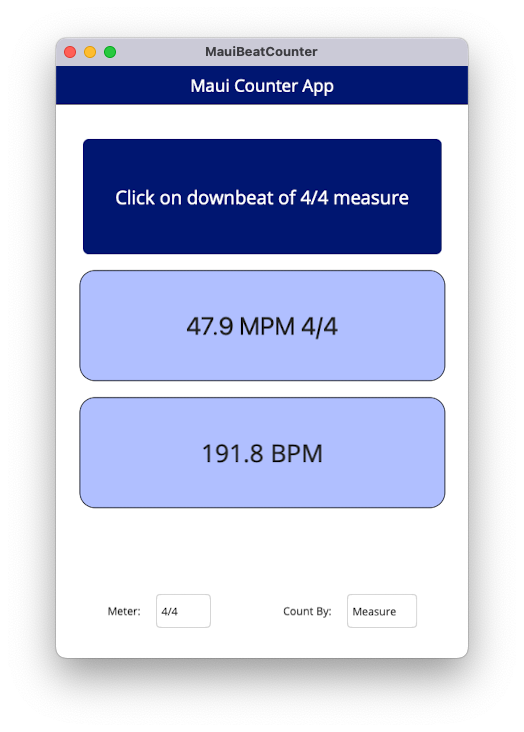 MauiBeatCounter
Maui Counter App
Click on downbeat of 4/4 measure
47.9 MPM 4/4
191.8 BPM
Meter: 4/4 Count By: Measure